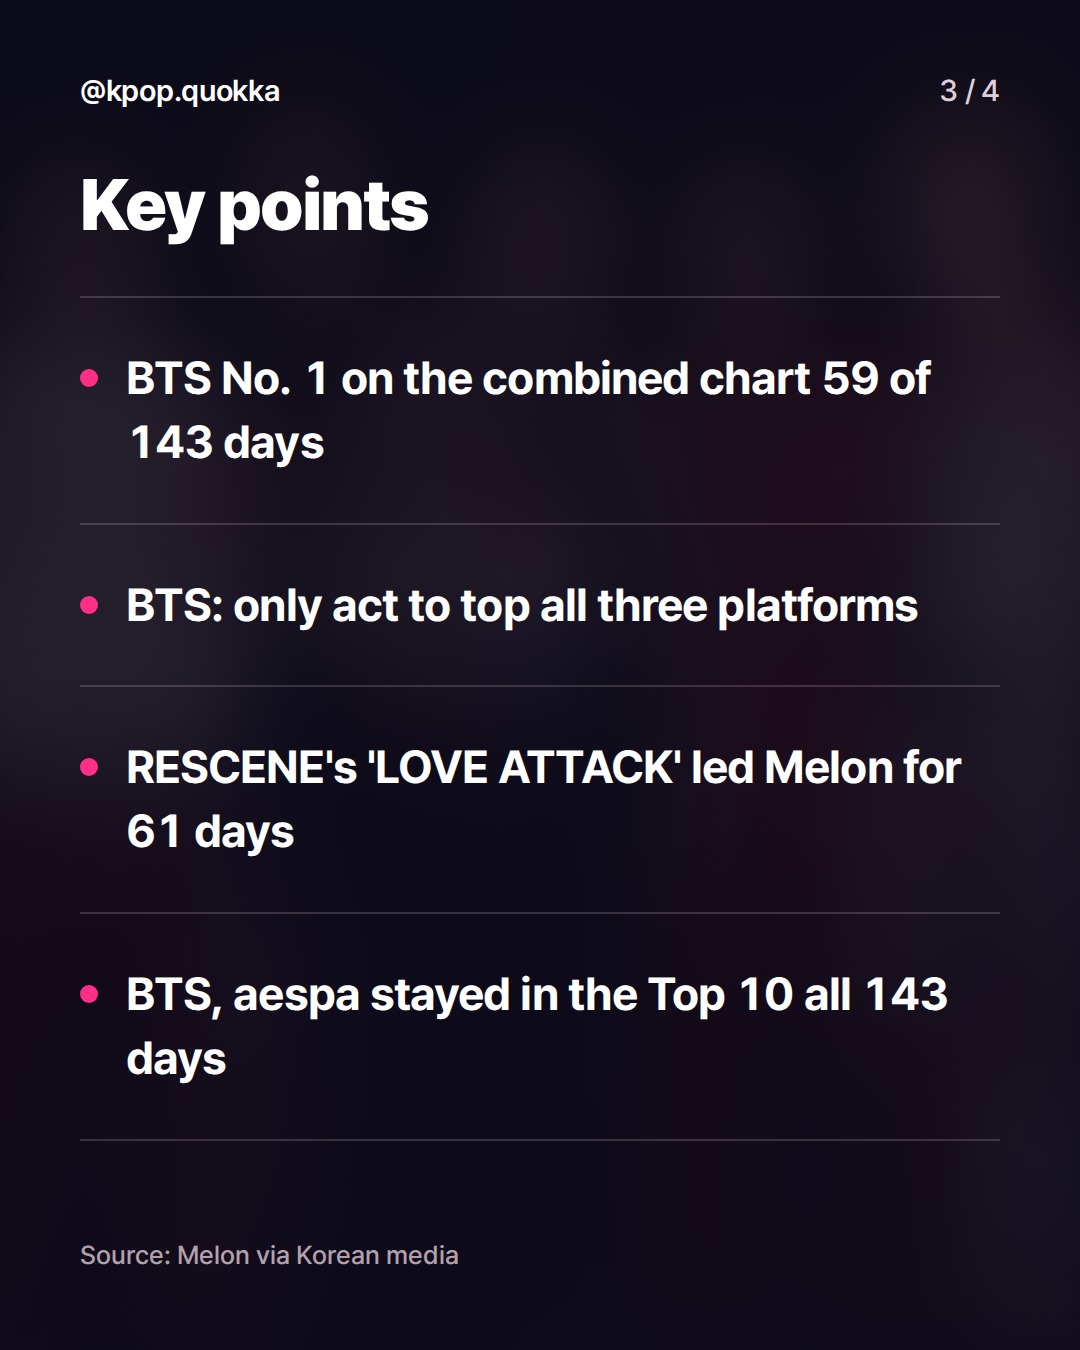 @kpop.quokka
3 / 4
Key points
BTS No. 1 on the combined chart 59 of
143 days
BTS: only act to top all three platforms
RESCENE's 'LOVE ATTACK' led Melon for
61 days
BTS, aespa stayed in the Top 10 all 143
days
Source: Melon via Korean media